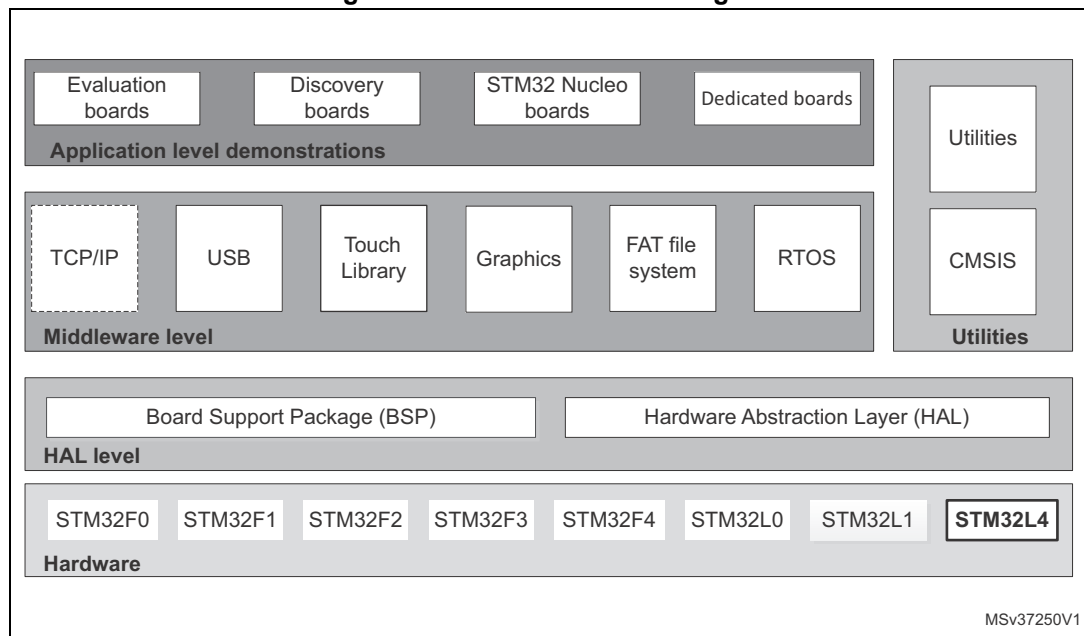 Evaluation
boards
Discovery
boards
STM32 Nucleo
boards
Dedicated boards
Application level demonstrations
Utilities
CMSIS
Utilities
TCP/IP
USB
Touch
Library
Graphics
FAT file
system
RTOS
Middleware level
Board Support Package (BSP)
Hardware Abstraction Layer (HAL)
HAL level
STM32F0
STM32F1
STM32F2
STM32F3
STM32F4
STM32L0
STM32L1
STM32L4
Hardware
MSv37250V1